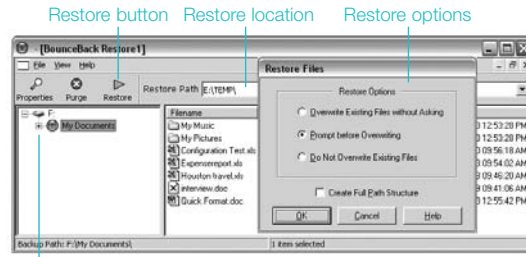 Restore button Restore location Restore options
- [BounceBack Restore1]
File View Help
Properties Purge Restore Restore Path E:\TEMP\
F:
My Documents
Filename
My Music
My Pictures
Configuration Test.xls
Expensereport.xls
Houston travel.xls
interview.doc
Quick Format.doc
Restore Files
Restore Options
Overwrite Existing Files without Asking
Prompt before Overwriting
Do Not Overwrite Existing Files
Create Full Path Structure
OK Cancel Help
12:53:28 PM
12:53:28 PM
09:56:18 AM
09:54:02 AM
09:46:20 AM
09:41:06 AM
12:55:42 PM
Backup Path: F:\My Documents\ 1 item selected